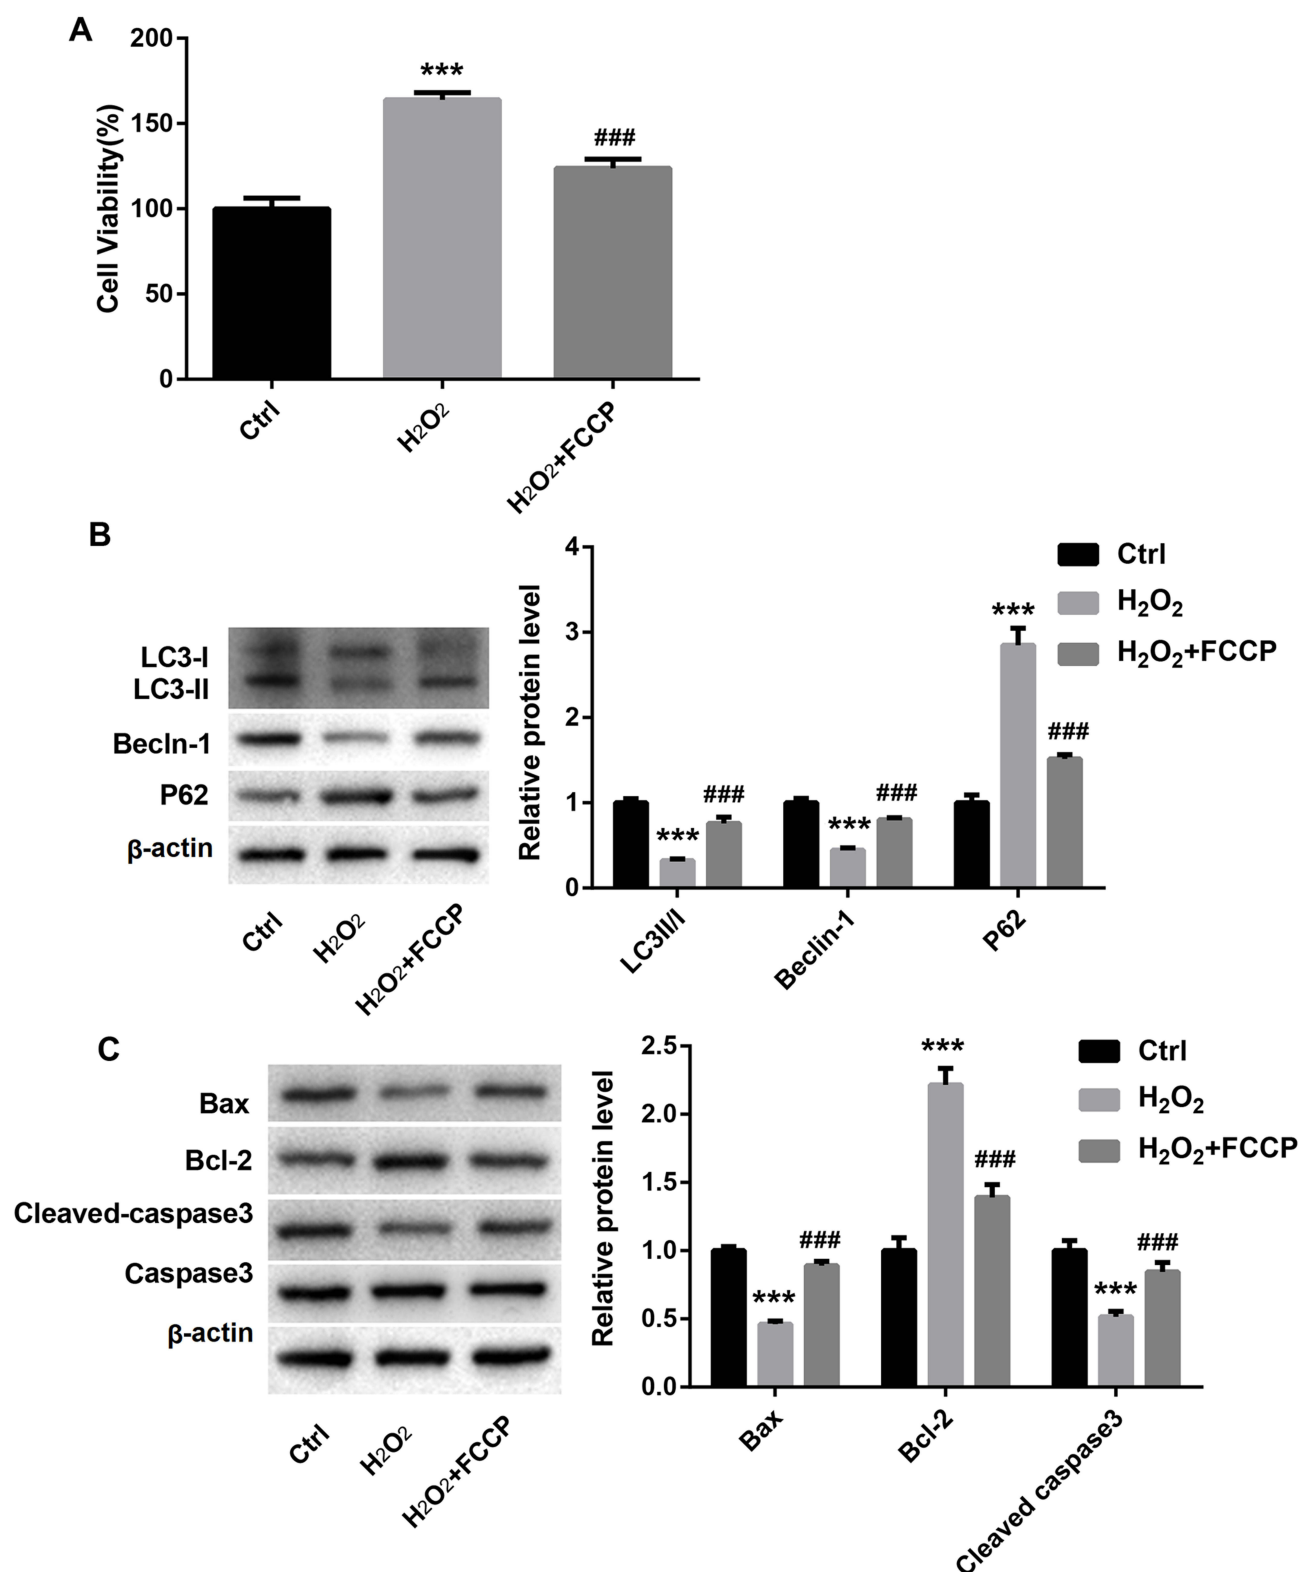 A
200
150
100
50
0
Cell Viability(%)
***
###
Ctrl
H2O2
H2O2+FCCP
B
LC3-I
LC3-II
Becln-1
P62
β-actin
Ctrl
H2O2
H2O2+FCCP
4
3
2
1
0
Relative protein level
***
###
***
###
***
###
LC3II/I
Beclin-1
P62
Ctrl
H2O2
H2O2+FCCP
C
Bax
Bcl-2
Cleaved-caspase3
Caspase3
β-actin
Ctrl
H2O2
H2O2+FCCP
2.5
2.0
1.5
1.0
0.5
0.0
Relative protein level
***
###
***
###
***
###
Bax
Bcl-2
Cleaved caspase3
Ctrl
H2O2
H2O2+FCCP